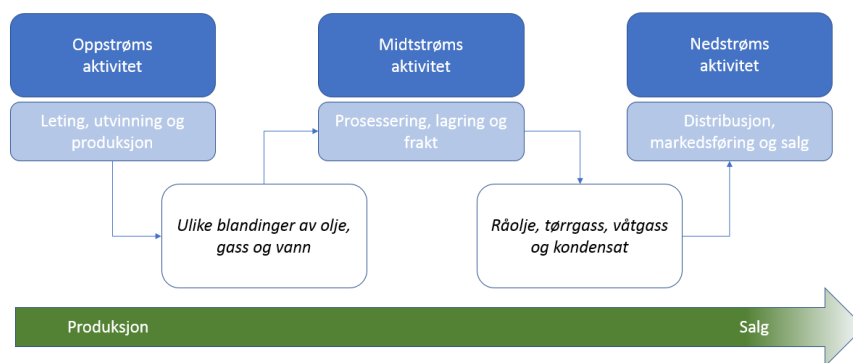 Oppstrøms
aktivitet
Midtstrøms
aktivitet
Nedstrøms
aktivitet
Leting, utvinning og
produksjon
Prosessering, lagring og
frakt
Distribusjon,
markedsføring og salg
Ulike blandinger av olje,
gass og vann
Råolje, tørrgass, våtgass
og kondensat
Produksjon
Salg